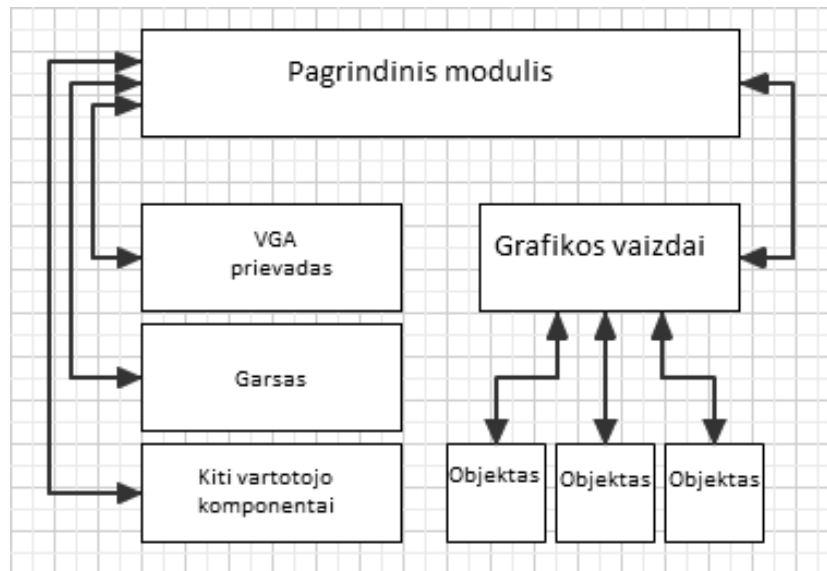 Pagrindinis modulis
VGA
prievadas
Grafikos vaizdai
Garsas
Kiti vartotojo
komponentai
Objektas
Objektas
Objektas